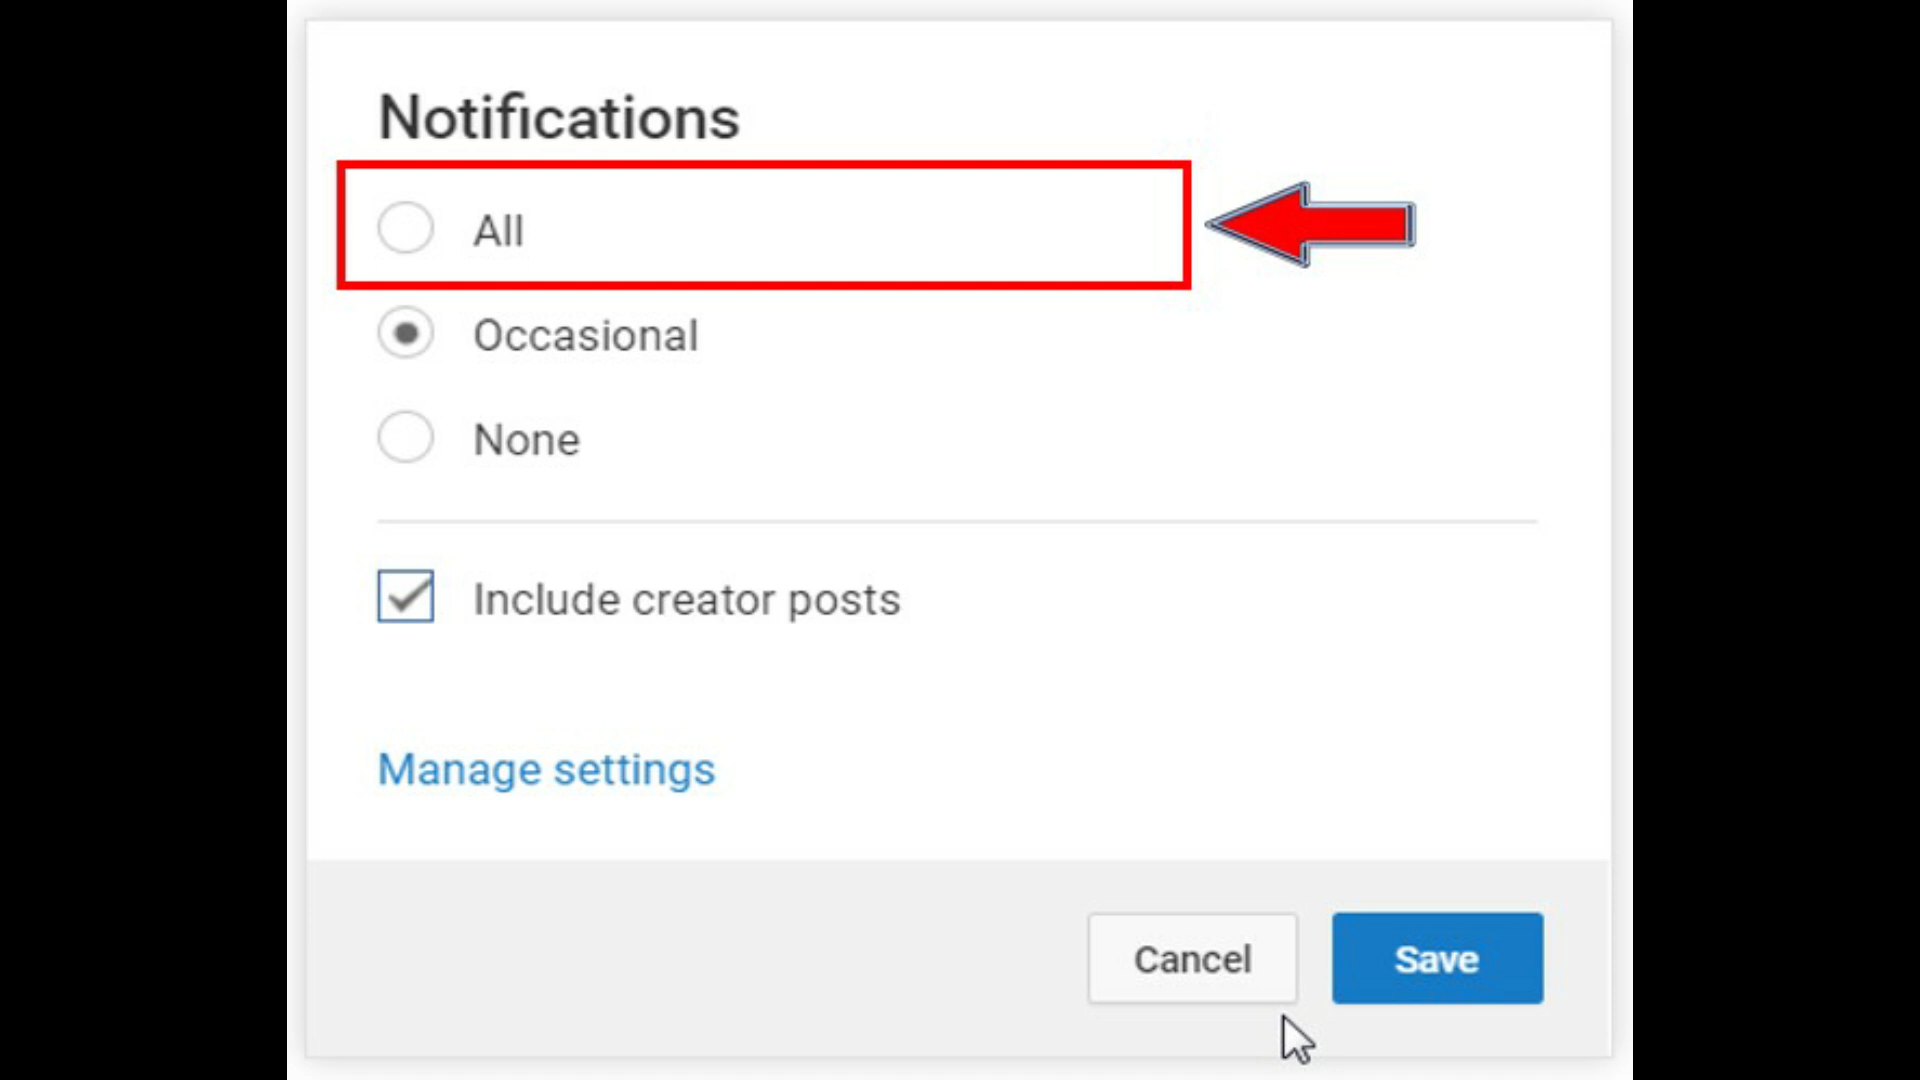 Notifications
All
Occasional
None
Include creator posts
Manage settings
Cancel
Save